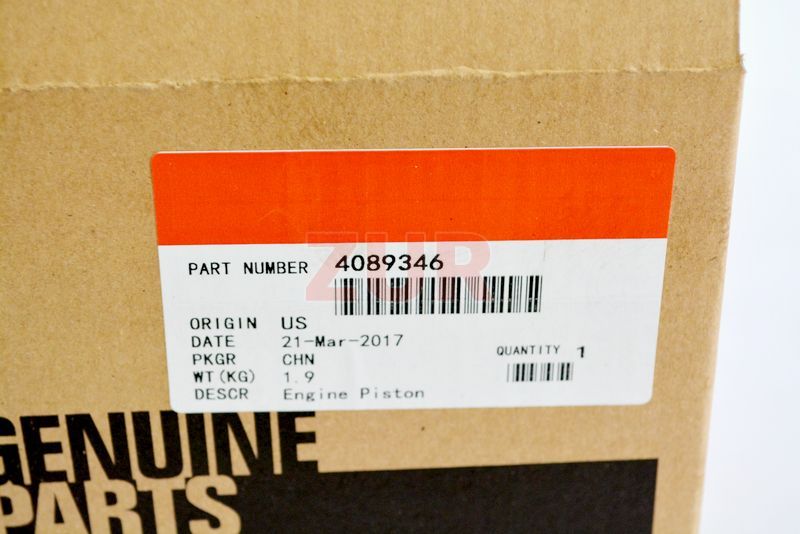 ZUR
PART NUMBER 4089346
ORIGIN US
DATE 21-Mar-2017
PKGR CHN
QUANTITY 1
WT(KG) 1.9
DESCR Engine Piston
GENUINE
PARTS